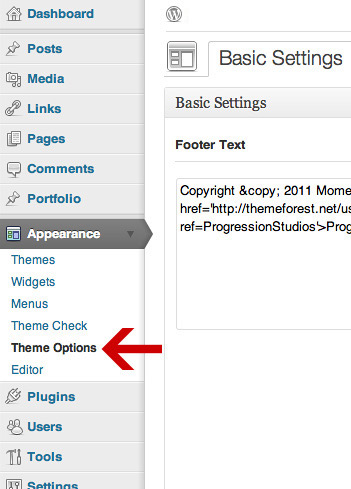 Dashboard
Posts
Media
Links
Pages
Comments
Portfolio
Appearance
Themes
Widgets
Menus
Theme Check
Theme Options
Editor
Plugins
Users
Tools
Settings
Basic Settings
Basic Settings
Footer Text
Copyright &copy; 2011 Mome
href='http://themeforest.net/us
ref=ProgressionStudios'>Prog